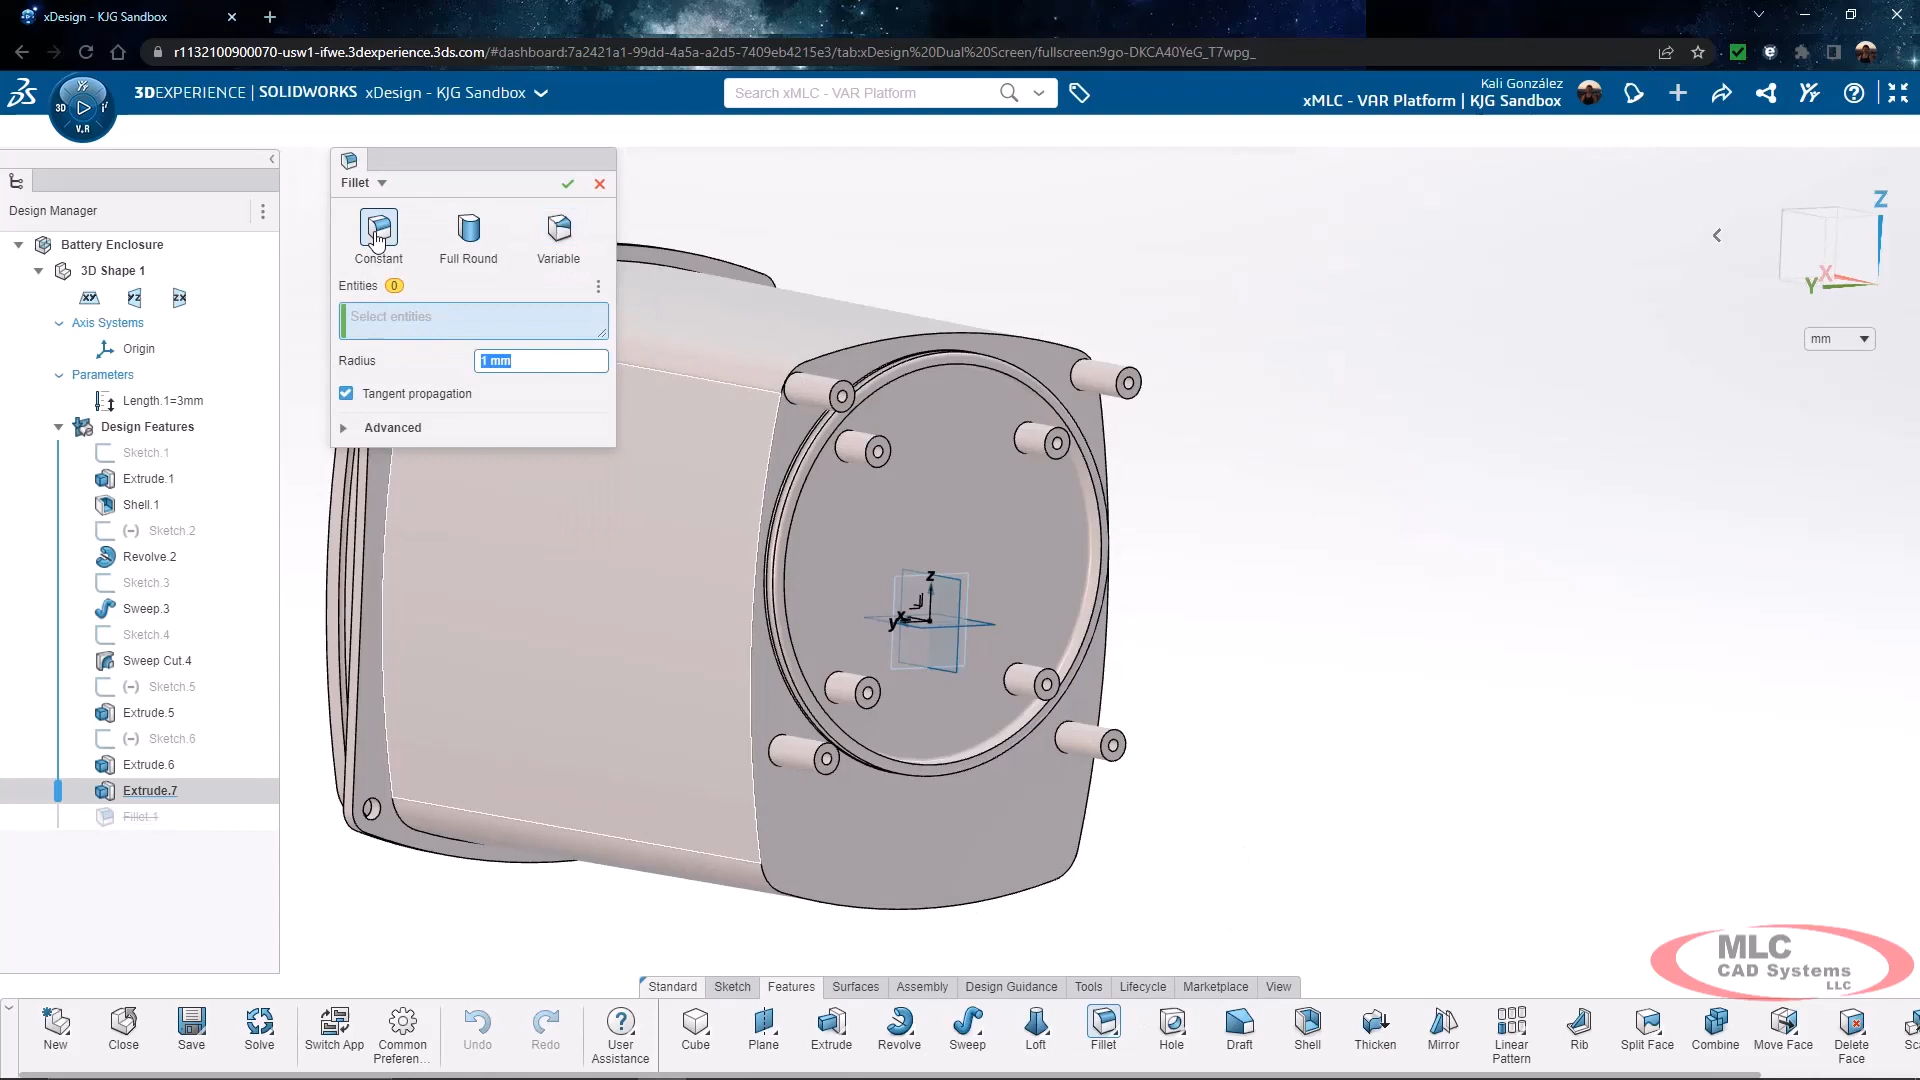 xDesign - KJG Sandbox
r1132100900070-usw1-ifwe.3dexperience.3ds.com/#dashboard:7a2421a1-99dd-4a5a-a2d5-7409eb4215e3/tab:xDesign%20Dual%20Screen/fullscreen:9go-DKCA40YeG_T7wpg_
3DEXPERIENCE | SOLIDWORKS xDesign - KJG Sandbox
Search xMLC - VAR Platform
Kali González
xMLC - VAR Platform | KJG Sandbox
3D
V.R
Design Manager
Battery Enclosure
3D Shape 1
xy yz zx
Axis Systems
Origin
Parameters
Length.1=3mm
Design Features
Sketch.1
Extrude.1
Shell.1
(-) Sketch.2
Revolve.2
Sketch.3
Sweep.3
Sketch.4
Sweep Cut.4
(-) Sketch.5
Extrude.5
(-) Sketch.6
Extrude.6
Extrude.7
Fillet.1
Fillet
Constant Full Round Variable
Entities 0
Select entities
Radius 1 mm
Tangent propagation
Advanced
z
x
y
Z
X
Y
mm
MLC
CAD Systems
LLC
Standard Sketch Features Surfaces Assembly Design Guidance Tools Lifecycle Marketplace View
New Close Save Solve Switch App Common Preferen... Undo Redo User Assistance Cube Plane Extrude Revolve Sweep Loft Fillet Hole Draft Shell Thicken Mirror Linear Pattern Rib Split Face Combine Move Face Delete Face Sca